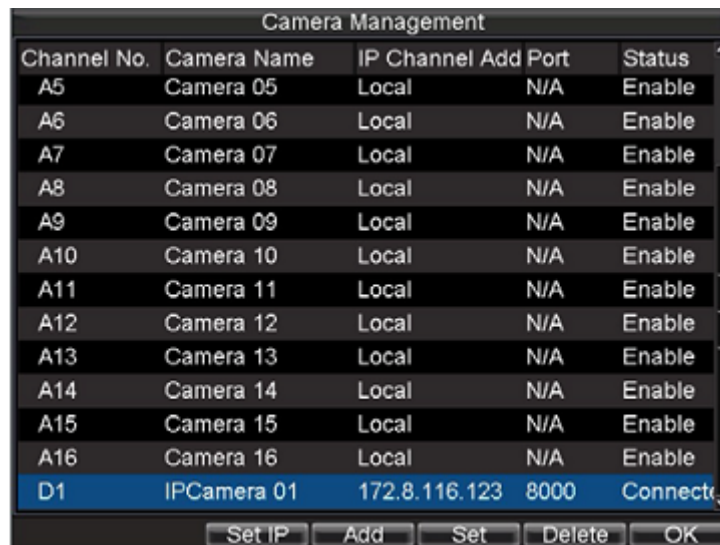 Camera Management
Channel No. Camera Name IP Channel Add Port Status
A5 Camera 05 Local N/A Enable
A6 Camera 06 Local N/A Enable
A7 Camera 07 Local N/A Enable
A8 Camera 08 Local N/A Enable
A9 Camera 09 Local N/A Enable
A10 Camera 10 Local N/A Enable
A11 Camera 11 Local N/A Enable
A12 Camera 12 Local N/A Enable
A13 Camera 13 Local N/A Enable
A14 Camera 14 Local N/A Enable
A15 Camera 15 Local N/A Enable
A16 Camera 16 Local N/A Enable
D1 IPCamera 01 172.8.116.123 8000 Connecte
Set IP Add Set Delete OK